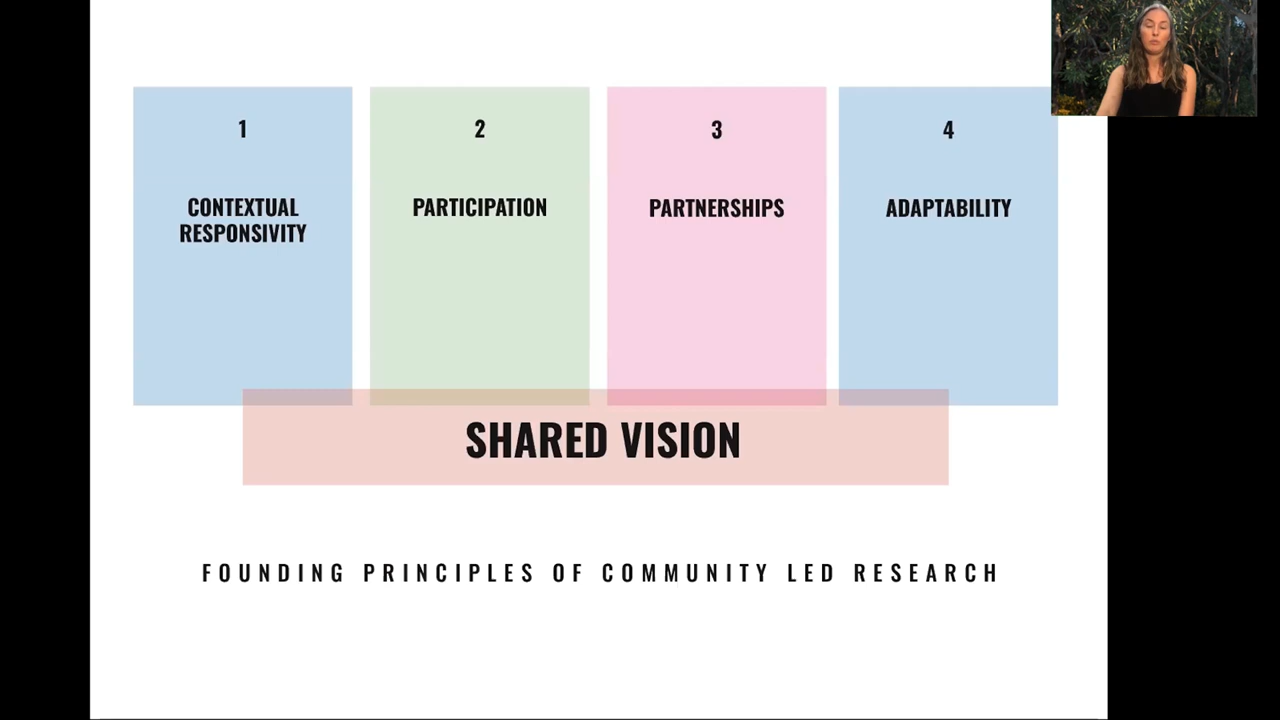 1
CONTEXTUAL
RESPONSIVITY
2
PARTICIPATION
3
PARTNERSHIPS
4
ADAPTABILITY
SHARED VISION
FOUNDING PRINCIPLES OF COMMUNITY LED RESEARCH